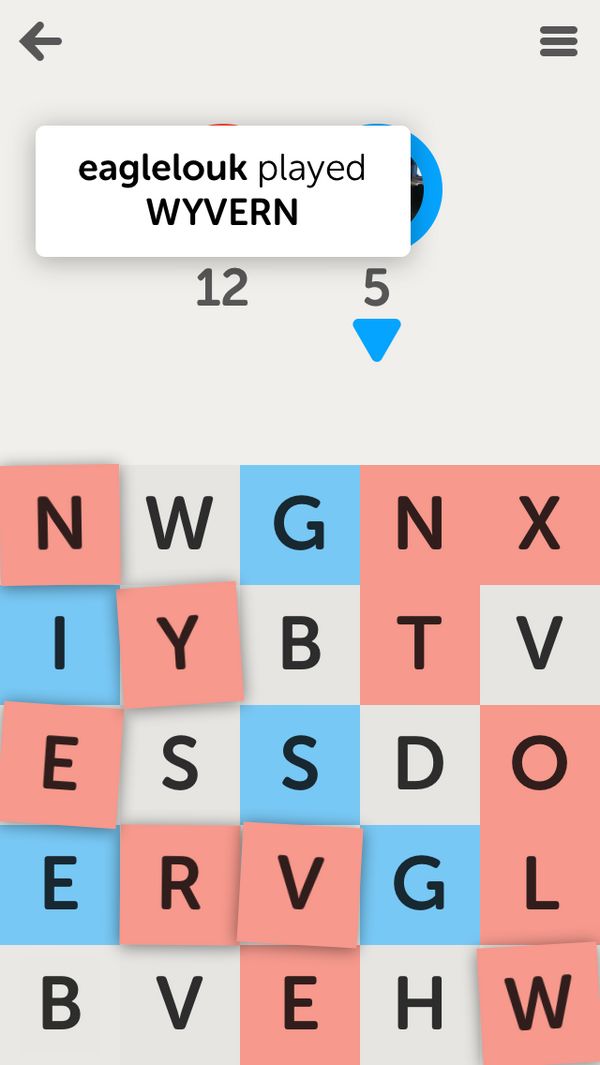 eaglelouk played
WYVERN
12 5
N W G N X
I Y B T V
E S S D O
E R V G L
B V E H W